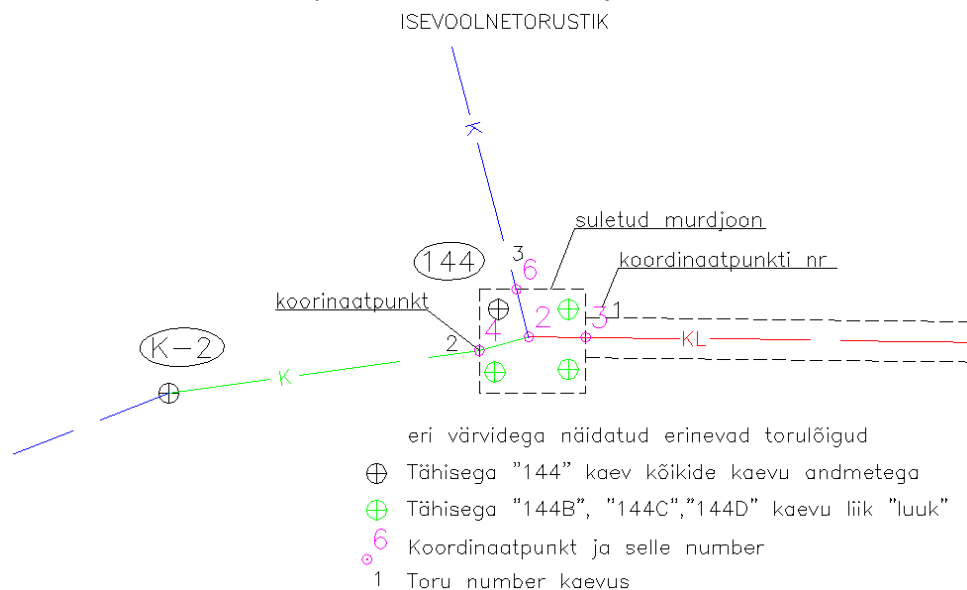 ISEVOOLNETORUSTIK
K
suletud murdjoon
3
144
6
koordinaatpunkti nr
koorinaatpunkt
1
4
2
3
2
K-2
KL
K
eri värvidega näidatud erinevad torulõigud
Tähisega "144" kaev kõikide kaevu andmetega
Tähisega "144B", "144C","144D" kaevu liik "luuk"
6
Koordinaatpunkt ja selle number
1 Toru number kaevus